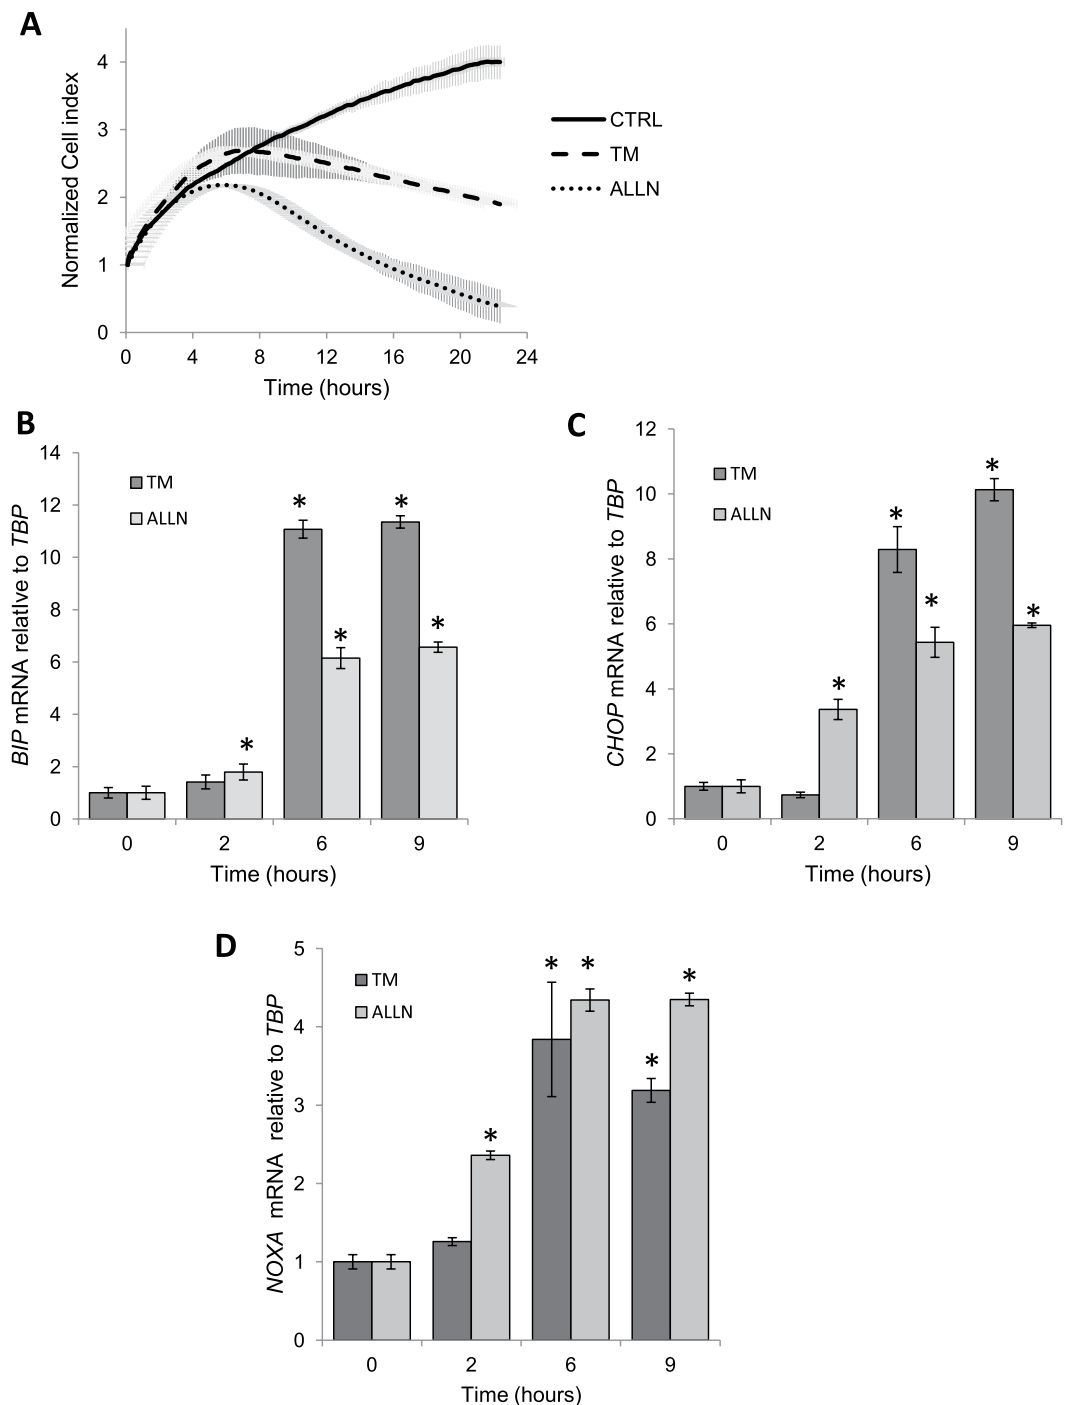 A
Normalized Cell index
4
3
2
1
0
0 4 8 12 16 20 24
Time (hours)
CTRL
TM
ALLN
B
BIP mRNA relative to TBP
14
12
10
8
6
4
2
0
TM
ALLN
* * * * *
0 2 6 9
Time (hours)
C
CHOP mRNA relative to TBP
12
10
8
6
4
2
0
TM
ALLN
* * * * *
0 2 6 9
Time (hours)
D
NOXA mRNA relative to TBP
5
4
3
2
1
0
TM
ALLN
* * * * *
0 2 6 9
Time (hours)